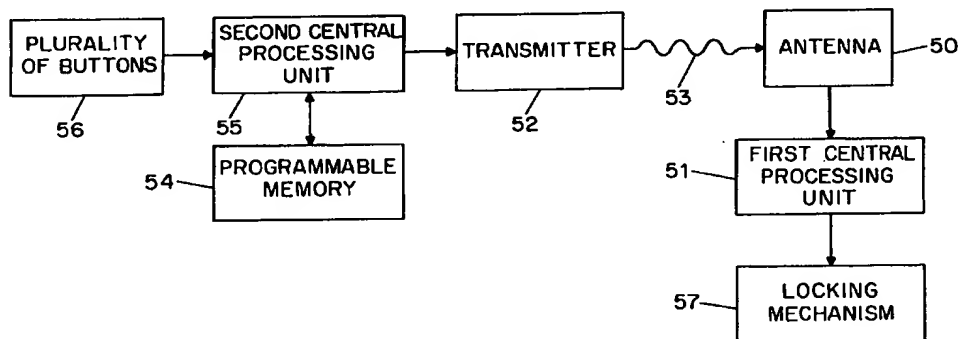 PLURALITY
OF BUTTONS
56
SECOND CENTRAL
PROCESSING
UNIT
55
PROGRAMMABLE
MEMORY
54
TRANSMITTER
52
53
ANTENNA
50
FIRST CENTRAL
PROCESSING
UNIT
51
LOCKING
MECHANISM
57